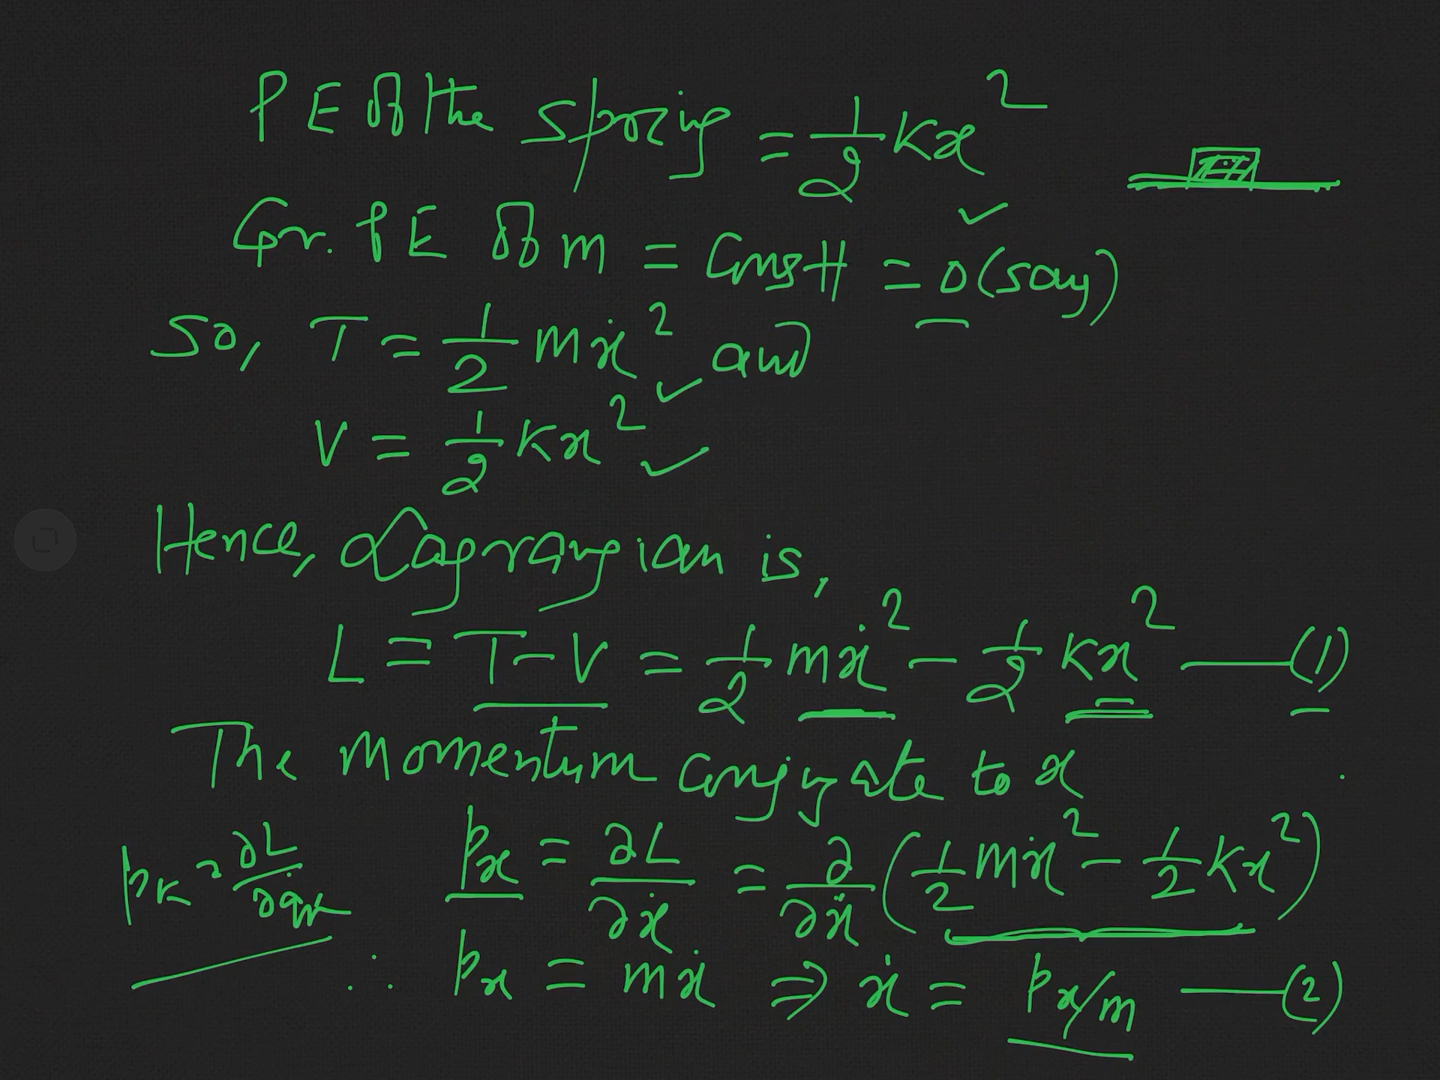 PE of the spring = 1/2 Kx²
Gr. PE of m = Const = 0 (say)
So, T = 1/2 mẋ² and
V = 1/2 Kx²
Hence, Lagrangian is,
L = T-V = 1/2 mẋ² - 1/2 Kx² —(1)
The momentum conjugate to x
pₖ = ∂L/∂q̇ₖ
pₓ = ∂L/∂ẋ = ∂/∂ẋ (1/2 mẋ² - 1/2 Kx²)
∴ pₓ = mẋ ⇒ ẋ = pₓ/m —(2)